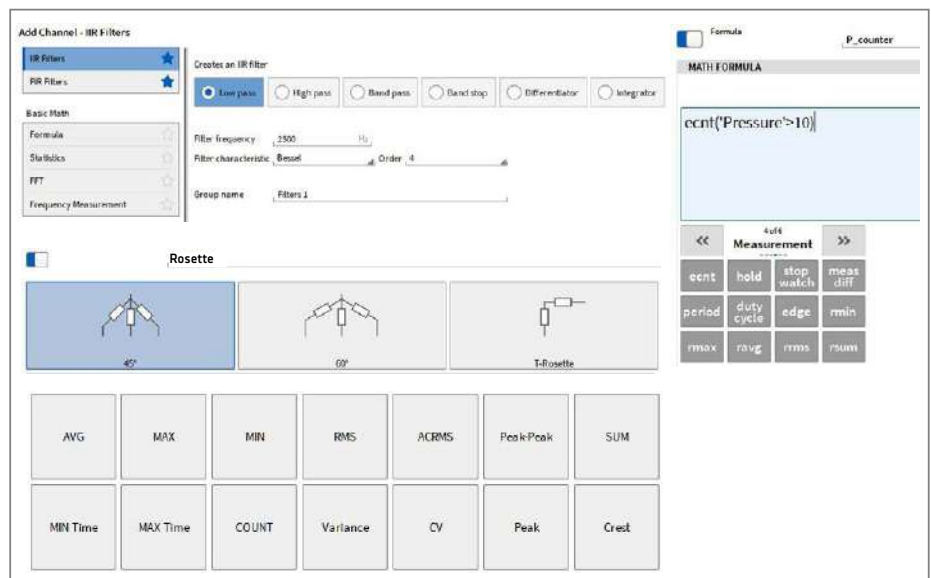 Add Channel - IIR Filters
IIR Filters
FIR Filters
Basic Math
Formula
Statistics
FFT
Frequency Measurement
Creates an IIR filter
Low pass
High pass
Band pass
Band stop
Differentiator
Integrator
Filter frequency 2500 Hz
Filter characteristic Bessel Order 4
Group name Filters 1
Rosette
45°
60°
T-Rosette
AVG MAX MIN RMS ACRMS Peak-Peak SUM
MIN Time MAX Time COUNT Variance CV Peak Crest
Formula
P_counter
MATH FORMULA
ecnt('Pressure'>10)
4 of 6
<< Measurement >>
ecnt hold stop watch meas diff
period duty cycle edge rmin
rmax ravg rrms rsum